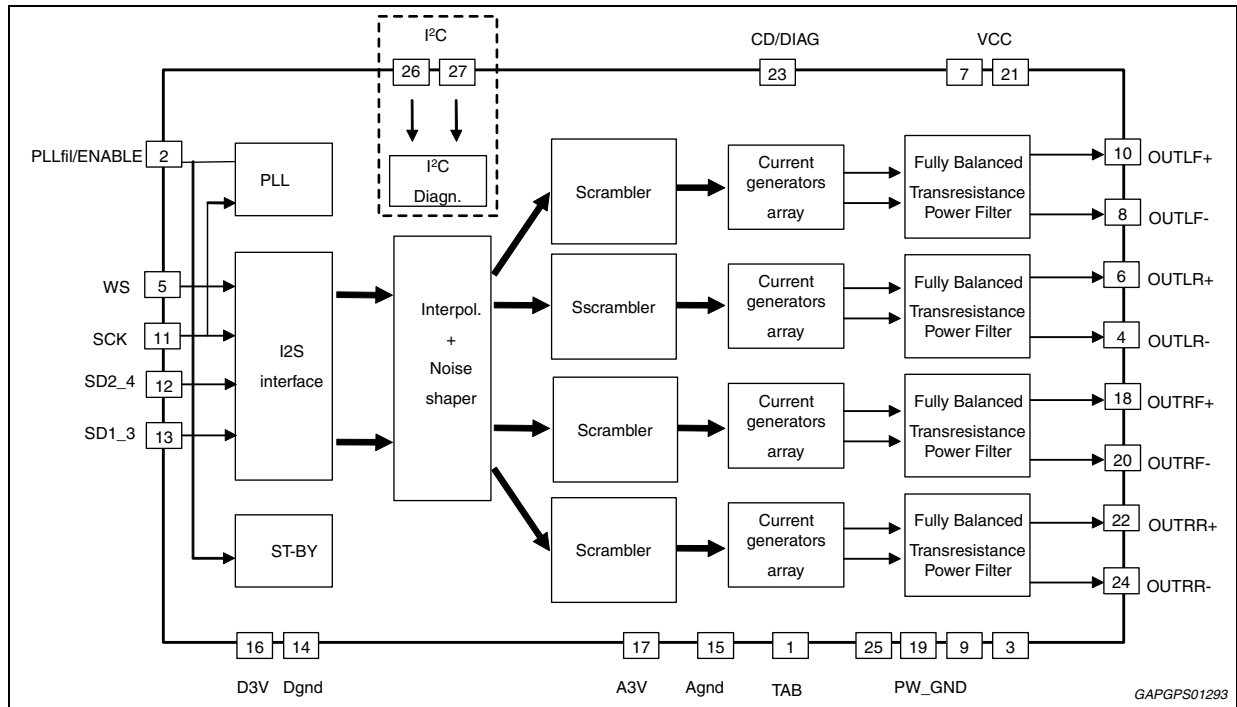 I²C
CD/DIAG
VCC
26
27
23
7
21
PLLfil/ENABLE
2
PLL
I²C
Diagn.
Scrambler
Current
generators
array
Fully Balanced
Transresistance
Power Filter
10
OUTLF+
8
OUTLF-
WS
5
SCK
11
SD2_4
12
SD1_3
13
I2S
interface
Interpol.
+
Noise
shaper
Sscrambler
Current
generators
array
Fully Balanced
Transresistance
Power Filter
6
OUTLR+
4
OUTLR-
Scrambler
Current
generators
array
Fully Balanced
Transresistance
Power Filter
18
OUTRF+
20
OUTRF-
ST-BY
Scrambler
Current
generators
array
Fully Balanced
Transresistance
Power Filter
22
OUTRR+
24
OUTRR-
16
14
17
15
1
25
19
9
3
D3V
Dgnd
A3V
Agnd
TAB
PW_GND
GAPGPS01293